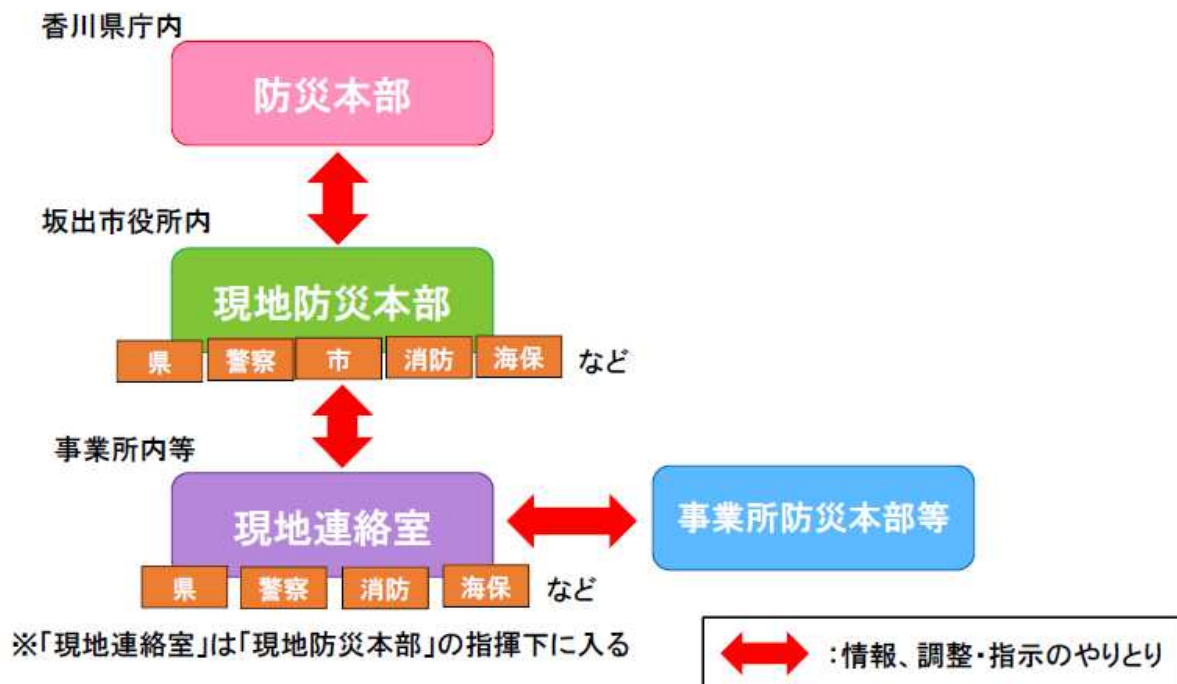 香川県庁内
防災本部
坂出市役所内
現地防災本部
県 警察 市 消防 海保 など
事業所内等
現地連絡室
事業所防災本部等
県 警察 消防 海保 など
※「現地連絡室」は「現地防災本部」の指揮下に入る
:情報、調整・指示のやりとり